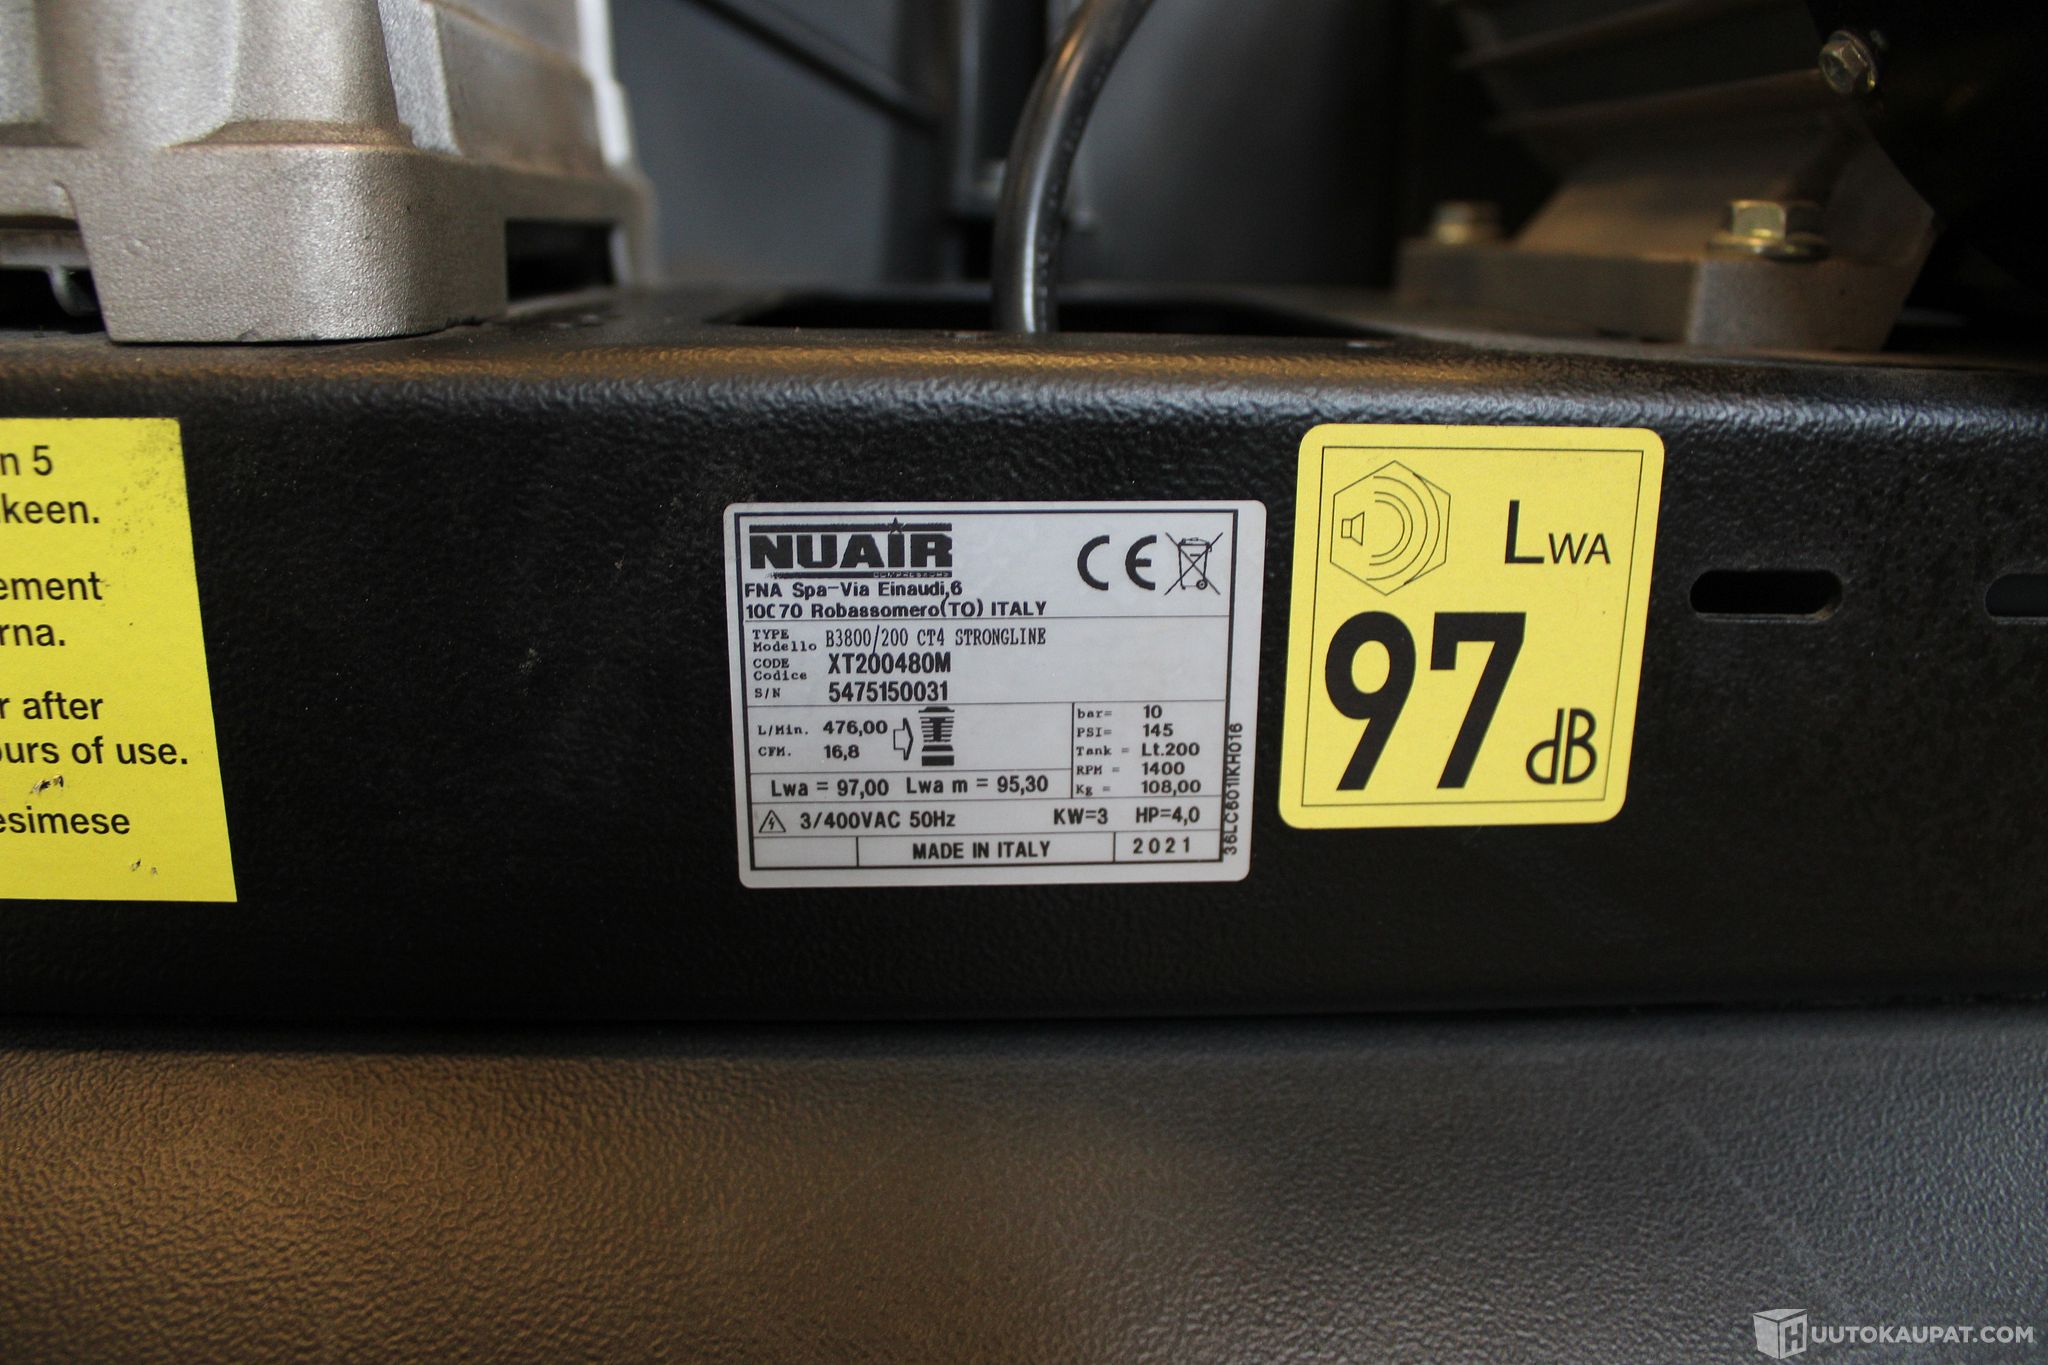 n 5
keen.
ement
rna.
r after
ours of use.
esimese
NUAIR
COMPRESSORS
FNA Spa-Via Einaudi,6
10070 Robassomero(TO) ITALY
CE
TYPE
Modello B3800/200 CT4 STRONGLINE
CODE
Codice XT200480M
S/N 5475150031
L/Min. 476,00
CFM. 16,8
bar= 10
PSI= 145
Tank = Lt.200
RPM = 1400
Kg = 108,00
Lwa = 97,00 Lwa m = 95,30
3/400VAC 50Hz KW=3 HP=4,0
MADE IN ITALY 2021
LWA
97
dB
HUUTOKAUPAT.COM